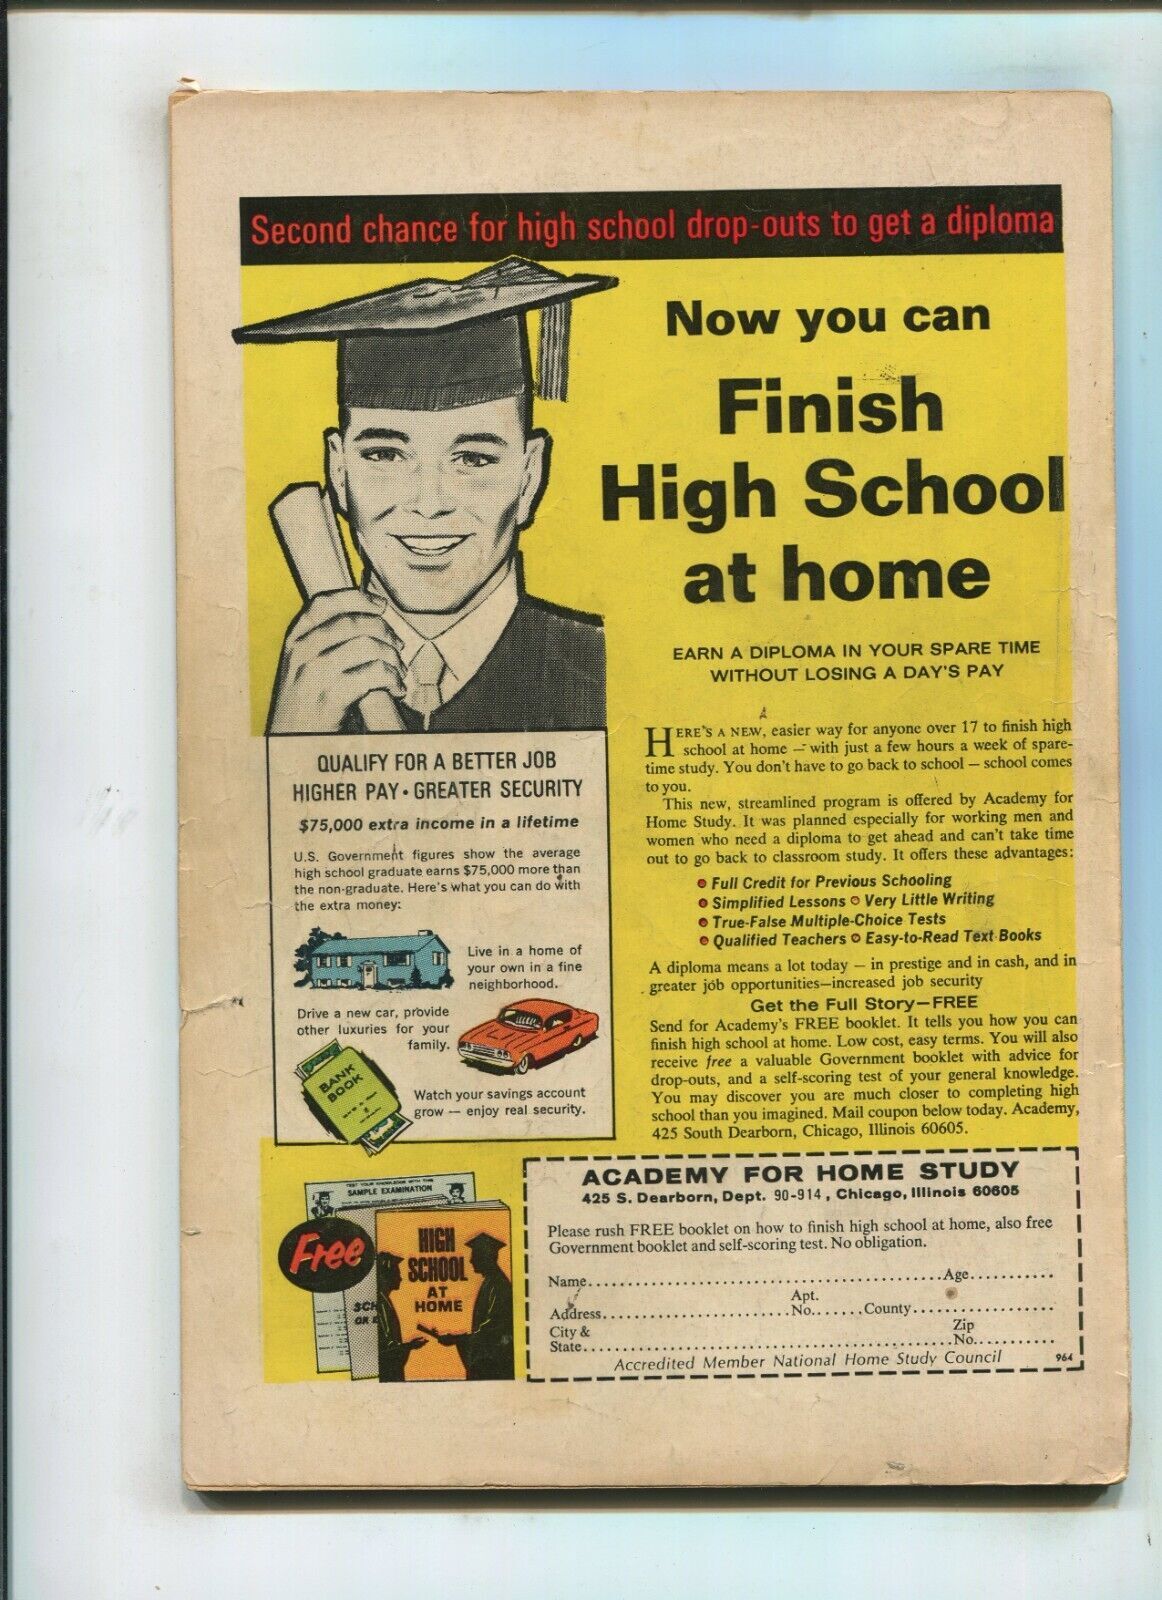 Second chance for high school drop-outs to get a diploma
Now you can
Finish
High School
at home
EARN A DIPLOMA IN YOUR SPARE TIME
WITHOUT LOSING A DAY'S PAY
HERE'S A NEW, easier way for anyone over 17 to finish high
school at home — with just a few hours a week of spare-
time study. You don't have to go back to school — school comes
to you.
This new, streamlined program is offered by Academy for
Home Study. It was planned especially for working men and
women who need a diploma to get ahead and can't take time
out to go back to classroom study. It offers these advantages:
• Full Credit for Previous Schooling
• Simplified Lessons • Very Little Writing
• True-False Multiple-Choice Tests
• Qualified Teachers • Easy-to-Read Text Books
A diploma means a lot today — in prestige and in cash, and in
greater job opportunities—increased job security
Get the Full Story—FREE
Send for Academy's FREE booklet. It tells you how you can
finish high school at home. Low cost, easy terms. You will also
receive free a valuable Government booklet with advice for
drop-outs, and a self-scoring test of your general knowledge.
You may discover you are much closer to completing high
school than you imagined. Mail coupon below today. Academy,
425 South Dearborn, Chicago, Illinois 60605.
QUALIFY FOR A BETTER JOB
HIGHER PAY • GREATER SECURITY
$75,000 extra income in a lifetime
U.S. Government figures show the average
high school graduate earns $75,000 more than
the non-graduate. Here's what you can do with
the extra money:
Live in a home of
your own in a fine
neighborhood.
Drive a new car, provide
other luxuries for your
family.
BANK
BOOK
Watch your savings account
grow — enjoy real security.
TEST YOUR KNOWLEDGE WITH THIS
SAMPLE EXAMINATION
Free
HIGH
SCHOOL
AT
HOME
ACADEMY FOR HOME STUDY
425 S. Dearborn, Dept. 90-914, Chicago, Illinois 60605
Please rush FREE booklet on how to finish high school at home, also free
Government booklet and self-scoring test. No obligation.
Name..........Age..........
Address..........Apt. No.......County..........
City &
State..........Zip No..........
Accredited Member National Home Study Council 964